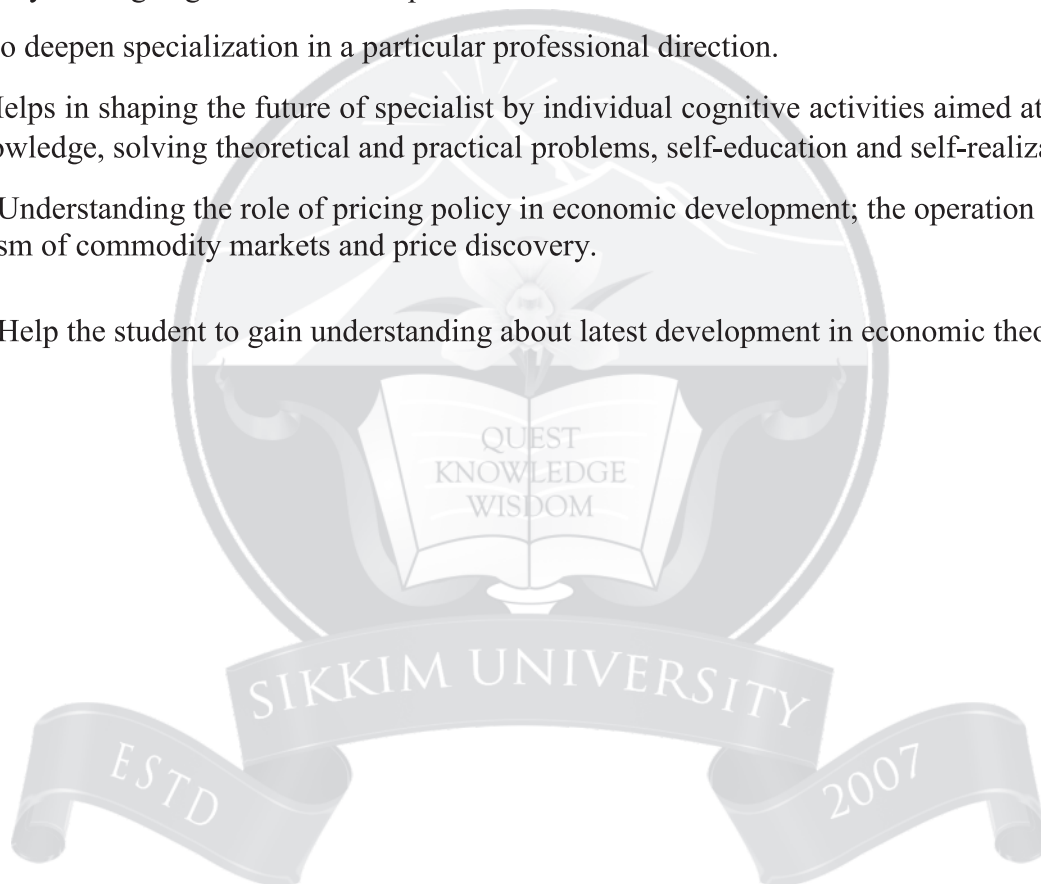 o deepen specialization in a particular professional direction.
elps in shaping the future of specialist by individual cognitive activities aimed at
owledge, solving theoretical and practical problems, self-education and self-realiza
Understanding the role of pricing policy in economic development; the operation
sm of commodity markets and price discovery.
Help the student to gain understanding about latest development in economic theo
QUEST
KNOWLEDGE
WISDOM
SIKKIM UNIVERSITY
ESTD
2007